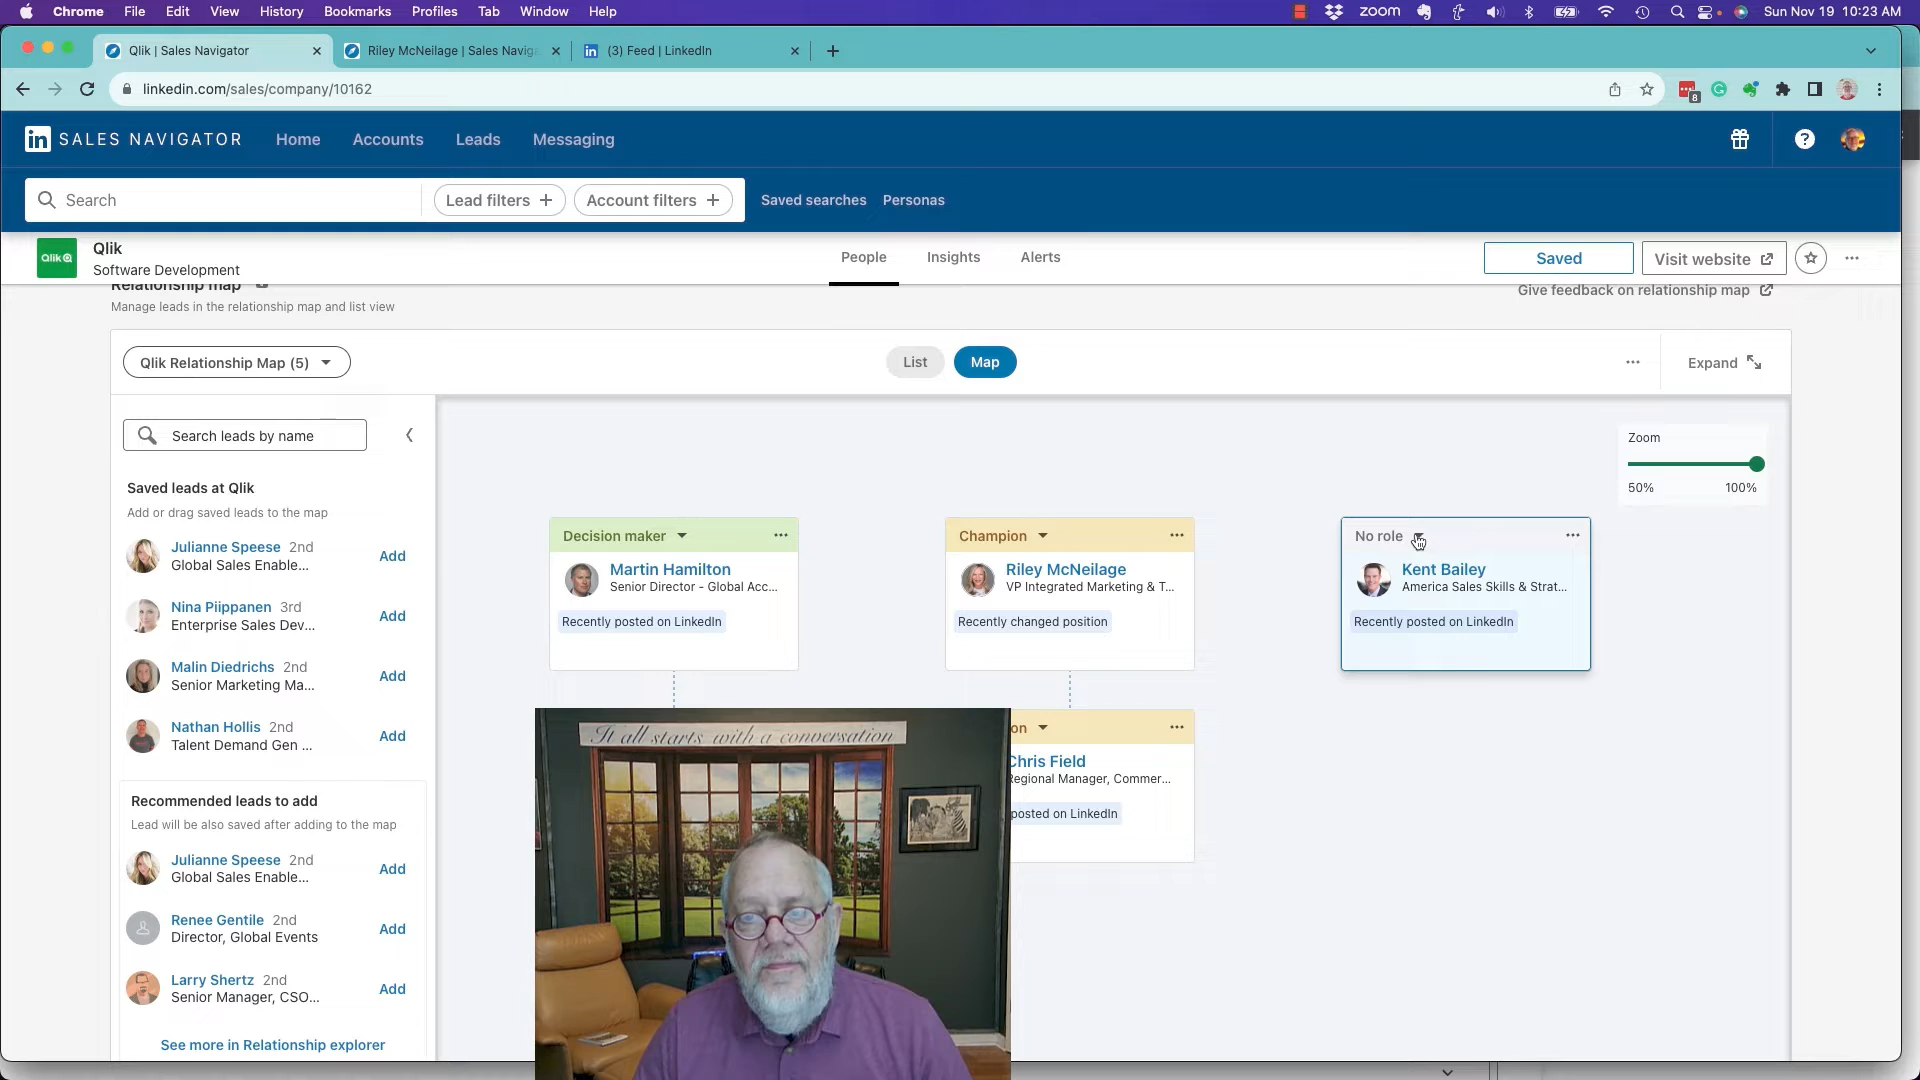 Chrome File Edit View History Bookmarks Profiles Tab Window Help
zoom
Sun Nov 19 10:23 AM
Qlik | Sales Navigator
Riley McNeilage | Sales Naviga
(3) Feed | LinkedIn
linkedin.com/sales/company/10162
8
in SALES NAVIGATOR
Home
Accounts
Leads
Messaging
Search
Lead filters +
Account filters +
Saved searches
Personas
Qlik
Qlik
Software Development
People
Insights
Alerts
Saved
Visit website
Relationship map
Manage leads in the relationship map and list view
Give feedback on relationship map
Qlik Relationship Map (5)
List
Map
Expand
Search leads by name
Zoom
50%
100%
Saved leads at Qlik
Add or drag saved leads to the map
Julianne Speese 2nd
Global Sales Enable...
Add
Nina Piippanen 3rd
Enterprise Sales Dev...
Add
Malin Diedrichs 2nd
Senior Marketing Ma...
Add
Nathan Hollis 2nd
Talent Demand Gen ...
Add
Recommended leads to add
Lead will be also saved after adding to the map
Julianne Speese 2nd
Global Sales Enable...
Add
Renee Gentile 2nd
Director, Global Events
Add
Larry Shertz 2nd
Senior Manager, CSO...
Add
See more in Relationship explorer
Decision maker
Martin Hamilton
Senior Director - Global Acc...
Recently posted on LinkedIn
Champion
Riley McNeilage
VP Integrated Marketing & T...
Recently changed position
No role
Kent Bailey
America Sales Skills & Strat...
Recently posted on LinkedIn
on
Chris Field
Regional Manager, Commer...
posted on LinkedIn
It all starts with a conversation